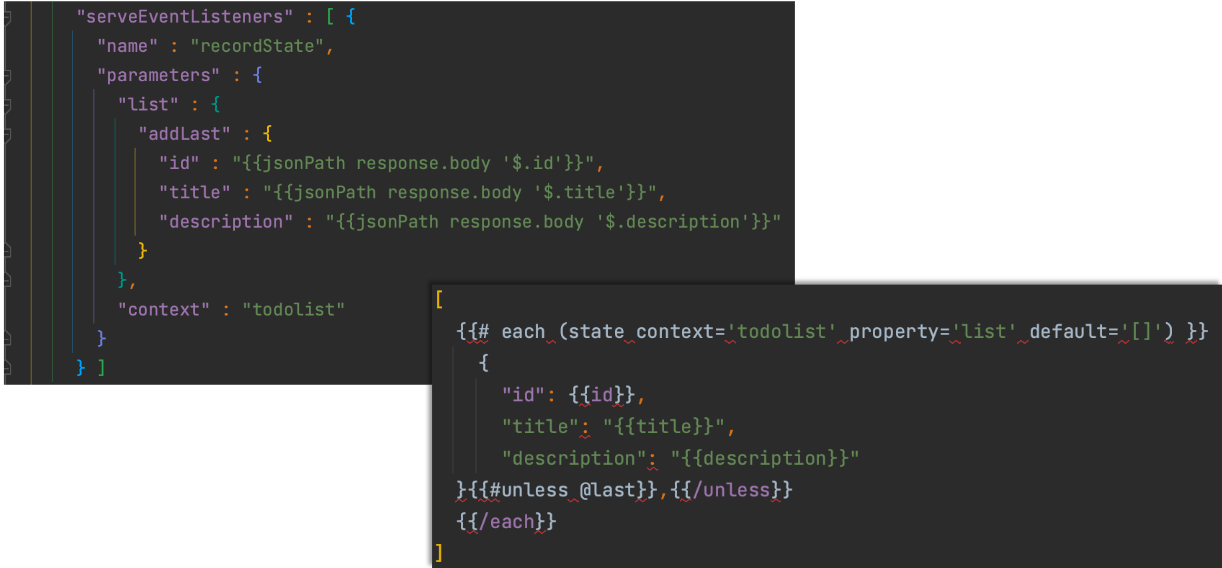 "serveEventListeners" : [ {
"name" : "recordState",
"parameters" : {
"list" : {
"addLast" : {
"id" : "{{jsonPath response.body '$.id'}}",
"title" : "{{jsonPath response.body '$.title'}}",
"description" : "{{jsonPath response.body '$.description'}}"
}
},
"context" : "todolist"
}
} ]
[
{{# each (state context='todolist' property='list' default='[]') }}
{
"id": {{id}},
"title": "{{title}}",
"description": "{{description}}"
}{{#unless @last}},{{/unless}}
{{/each}}
]